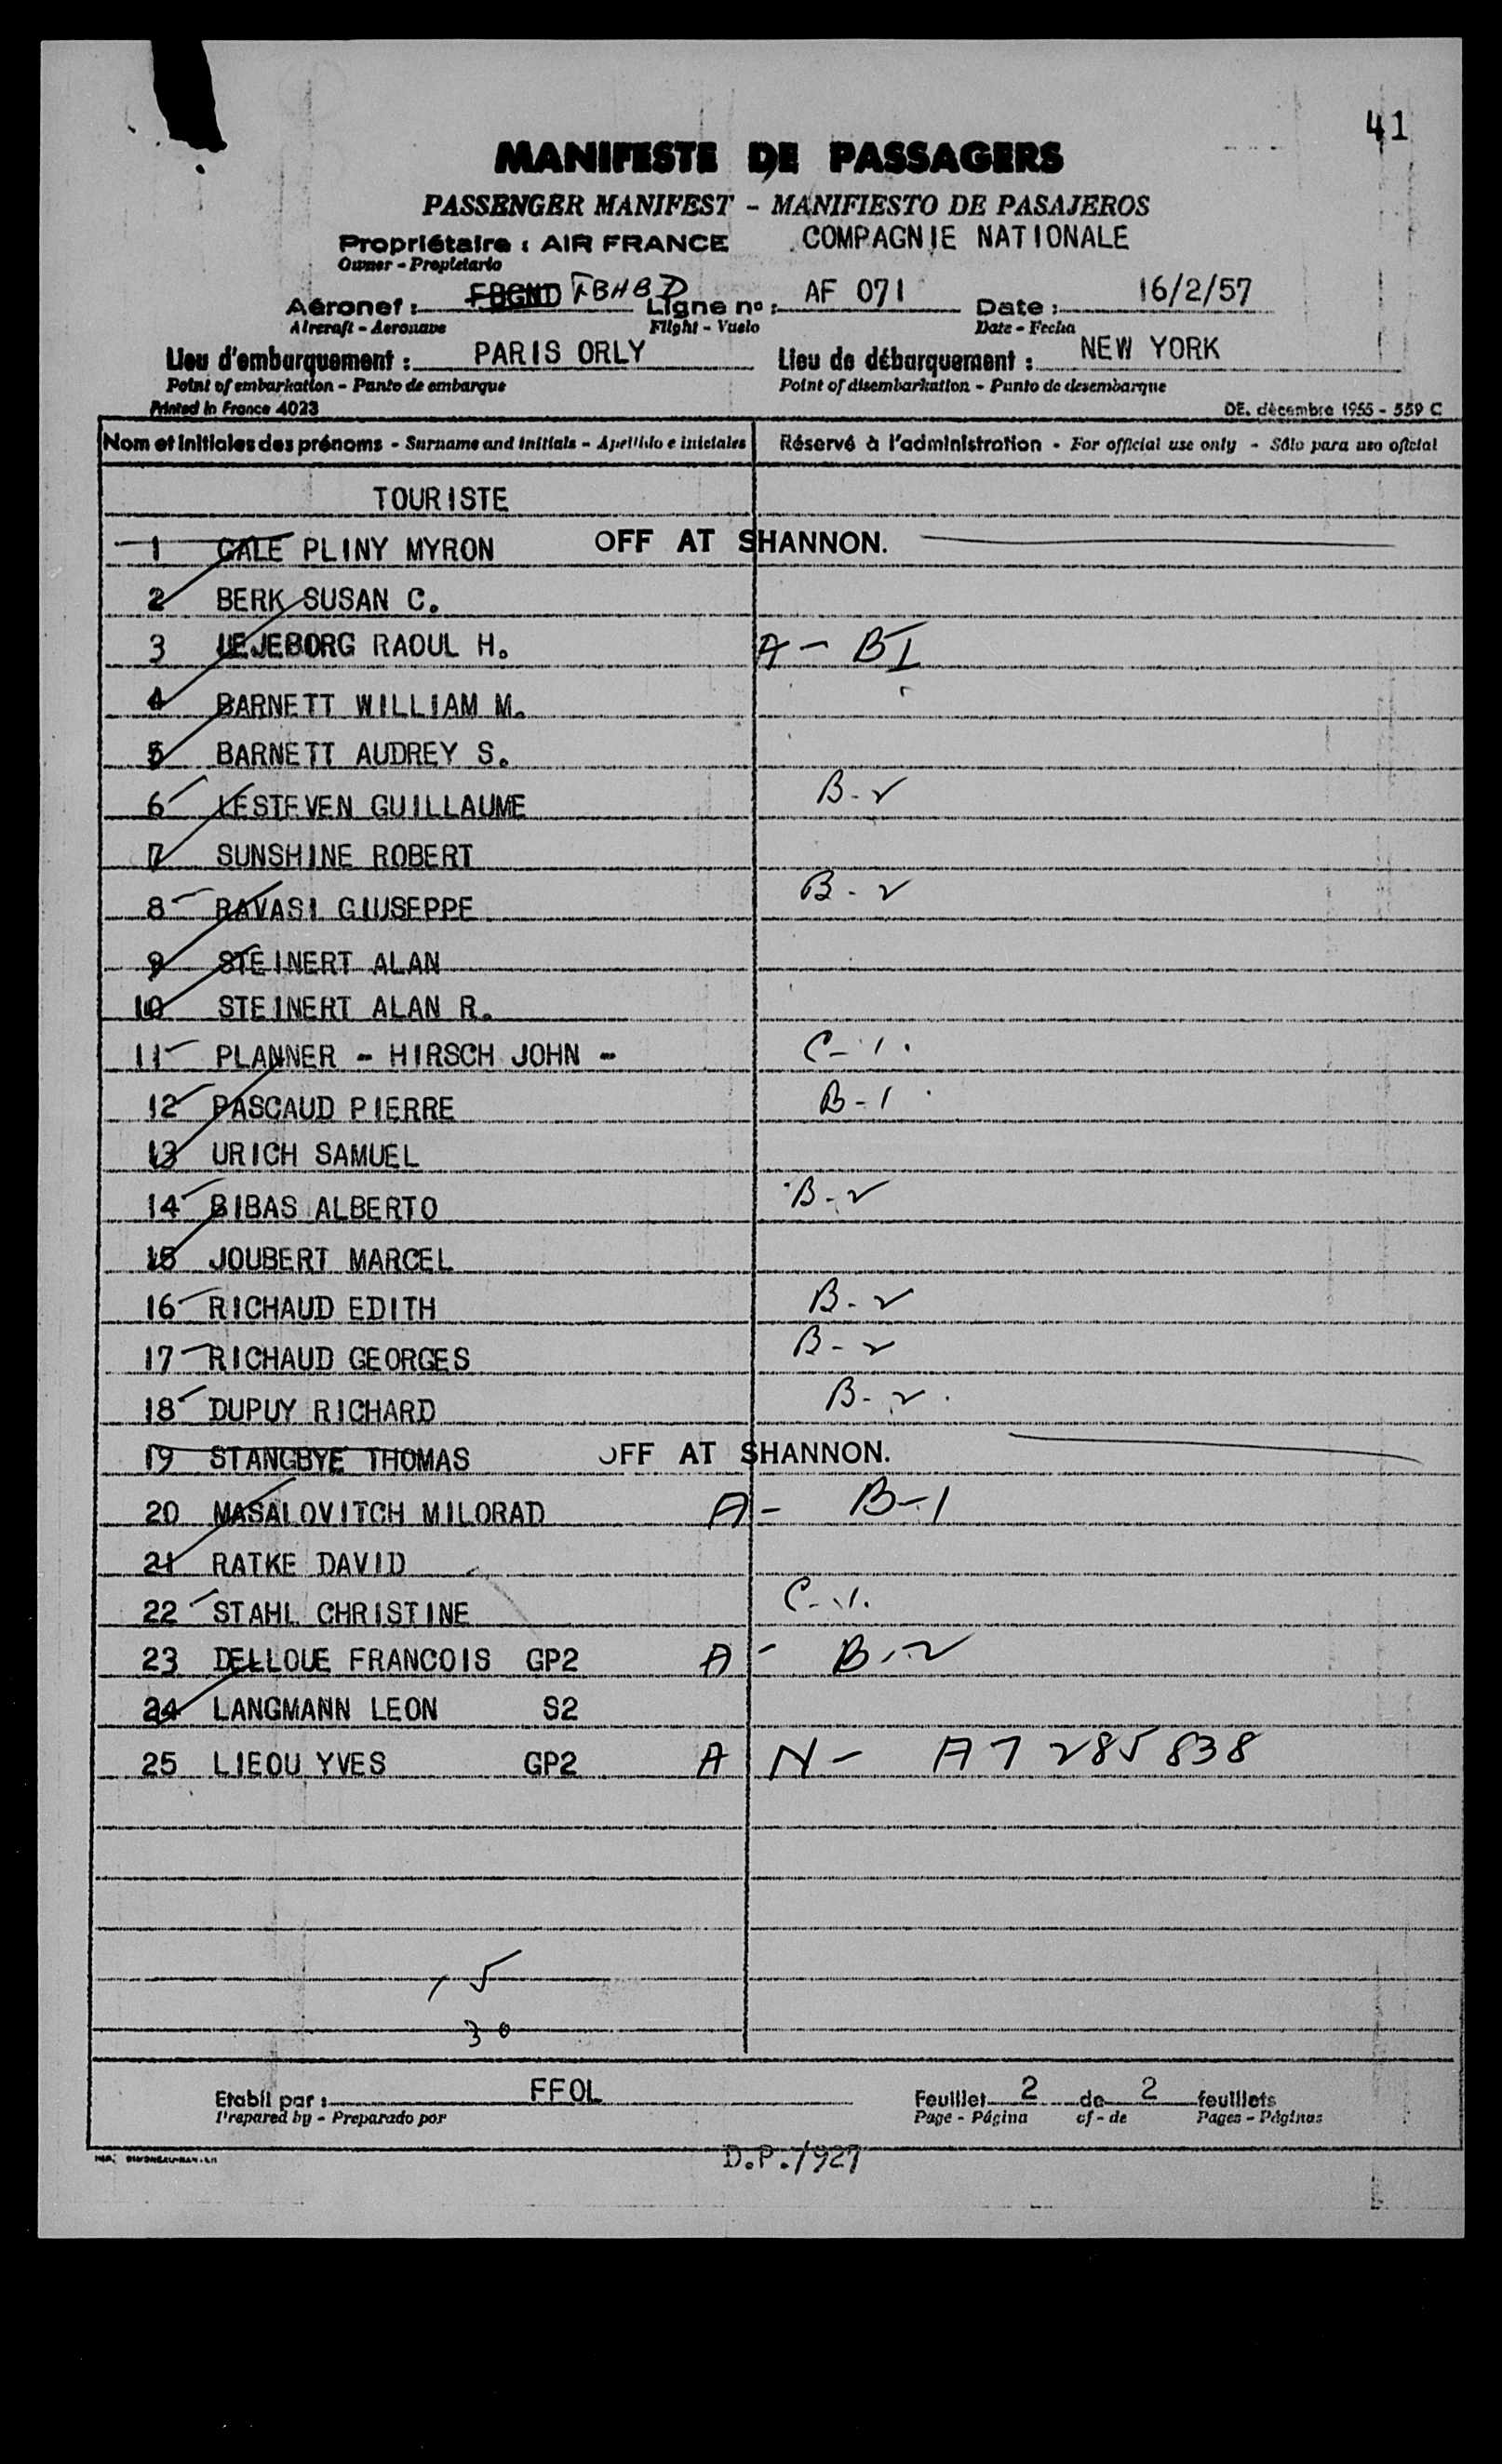 41
MANIFESTE DE PASSAGERS
PASSENGER MANIFEST - MANIFIESTO DE PASAJEROS
Propriétaire : AIR FRANCE COMPAGNIE NATIONALE
Owner - Propietario
Aéronef : FBGND FBHBD Ligne nº : AF 071 Date : 16/2/57
Aircraft - Aeronave Flight - Vuelo Date - Fecha
Lieu d'embarquement : PARIS ORLY Lieu de débarquement : NEW YORK
Point of embarkation - Punto de embarque Point of disembarkation - Punto de desembarque
Printed in France 4023 DE. décembre 1955 - 559 C
Nom et initiales des prénoms - Surname and initials - Apellido e iniciales Réservé à l'administration - For official use only - Sólo para uso oficial
TOURISTE
1 GALE PLINY MYRON OFF AT SHANNON.
2 BERK SUSAN C.
3 LEJEBORG RAOUL H. A - BI
4 BARNETT WILLIAM M.
5 BARNETT AUDREY S.
6 LESTEVEN GUILLAUME B-2
7 SUNSHINE ROBERT
8 RAVASI GIUSEPPE B-2
9 STEINERT ALAN
10 STEINERT ALAN R.
11 PLANNER - HIRSCH JOHN - C-1.
12 PASCAUD PIERRE B-1
13 URICH SAMUEL
14 BIBAS ALBERTO B-2
15 JOUBERT MARCEL
16 RICHAUD EDITH B-2
17 RICHAUD GEORGES B-2
18 DUPUY RICHARD B-2.
19 STANGBYE THOMAS OFF AT SHANNON.
20 MASALOVITCH MILORAD A - B-1
21 RATKE DAVID
22 STAHL CHRISTINE C-1.
23 DELLOUE FRANCOIS GP2 A - B-2
24 LANGMANN LEON S2
25 LIEOU YVES GP2 A N- A7 285 838
15
30
Etabli par : FFOL Feuillet 2 de 2 feuillets
Prepared by - Preparado por Page - Página of - de Pages - Páginas
D.P./927